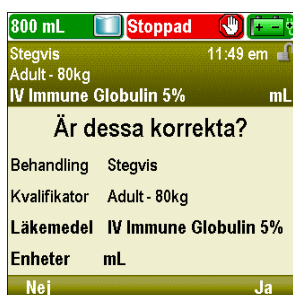 800 mL Stoppad
Stegvis 11:49 em
Adult - 80kg
IV Immune Globulin 5% mL
Är dessa korrekta?
Behandling Stegvis
Kvalifikator Adult - 80kg
Läkemedel IV Immune Globulin 5%
Enheter mL
Nej Ja